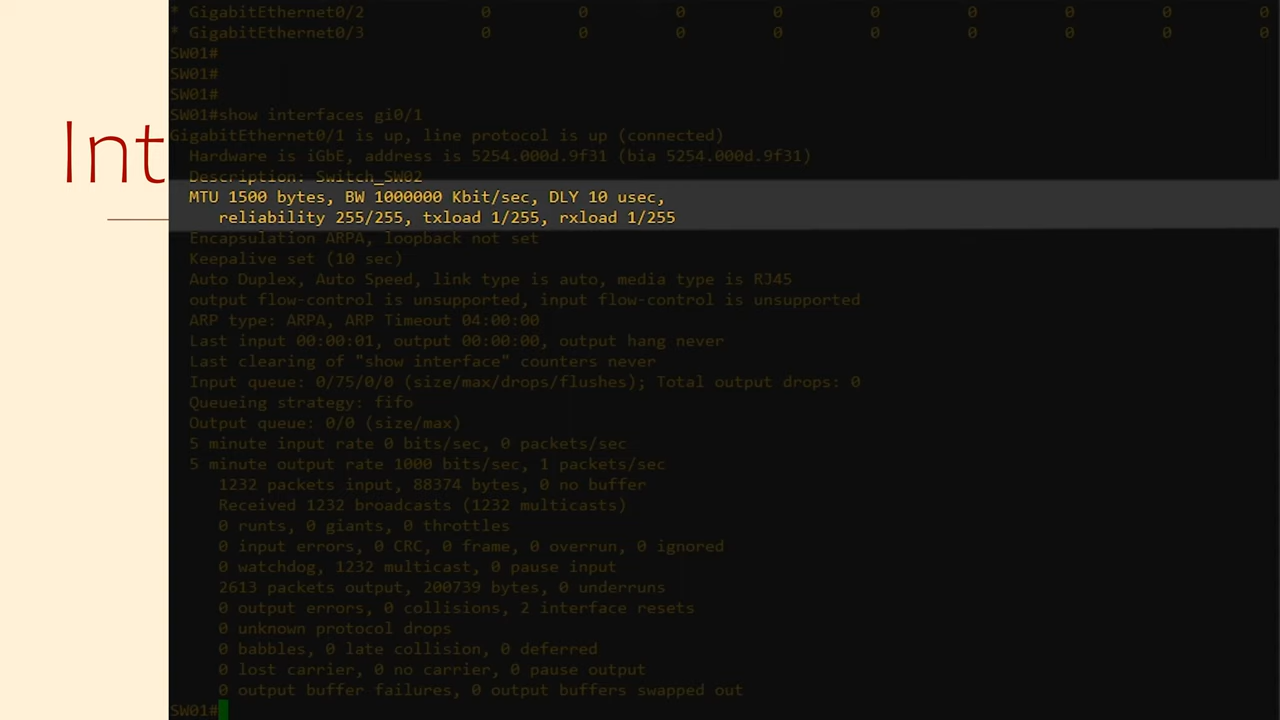 Int
* GigabitEthernet0/2 0 0 0 0 0 0 0 0 0
* GigabitEthernet0/3 0 0 0 0 0 0 0 0 0
SW01#
SW01#
SW01#
SW01#show interfaces gi0/1
GigabitEthernet0/1 is up, line protocol is up (connected)
Hardware is iGbE, address is 5254.000d.9f31 (bia 5254.000d.9f31)
Description: Switch_SW02
MTU 1500 bytes, BW 1000000 Kbit/sec, DLY 10 usec,
reliability 255/255, txload 1/255, rxload 1/255
Encapsulation ARPA, loopback not set
Keepalive set (10 sec)
Auto Duplex, Auto Speed, link type is auto, media type is RJ45
output flow-control is unsupported, input flow-control is unsupported
ARP type: ARPA, ARP Timeout 04:00:00
Last input 00:00:01, output 00:00:00, output hang never
Last clearing of "show interface" counters never
Input queue: 0/75/0/0 (size/max/drops/flushes); Total output drops: 0
Queueing strategy: fifo
Output queue: 0/0 (size/max)
5 minute input rate 0 bits/sec, 0 packets/sec
5 minute output rate 1000 bits/sec, 1 packets/sec
1232 packets input, 88374 bytes, 0 no buffer
Received 1232 broadcasts (1232 multicasts)
0 runts, 0 giants, 0 throttles
0 input errors, 0 CRC, 0 frame, 0 overrun, 0 ignored
0 watchdog, 1232 multicast, 0 pause input
2613 packets output, 200739 bytes, 0 underruns
0 output errors, 0 collisions, 2 interface resets
0 unknown protocol drops
0 babbles, 0 late collision, 0 deferred
0 lost carrier, 0 no carrier, 0 pause output
0 output buffer failures, 0 output buffers swapped out
SW01#